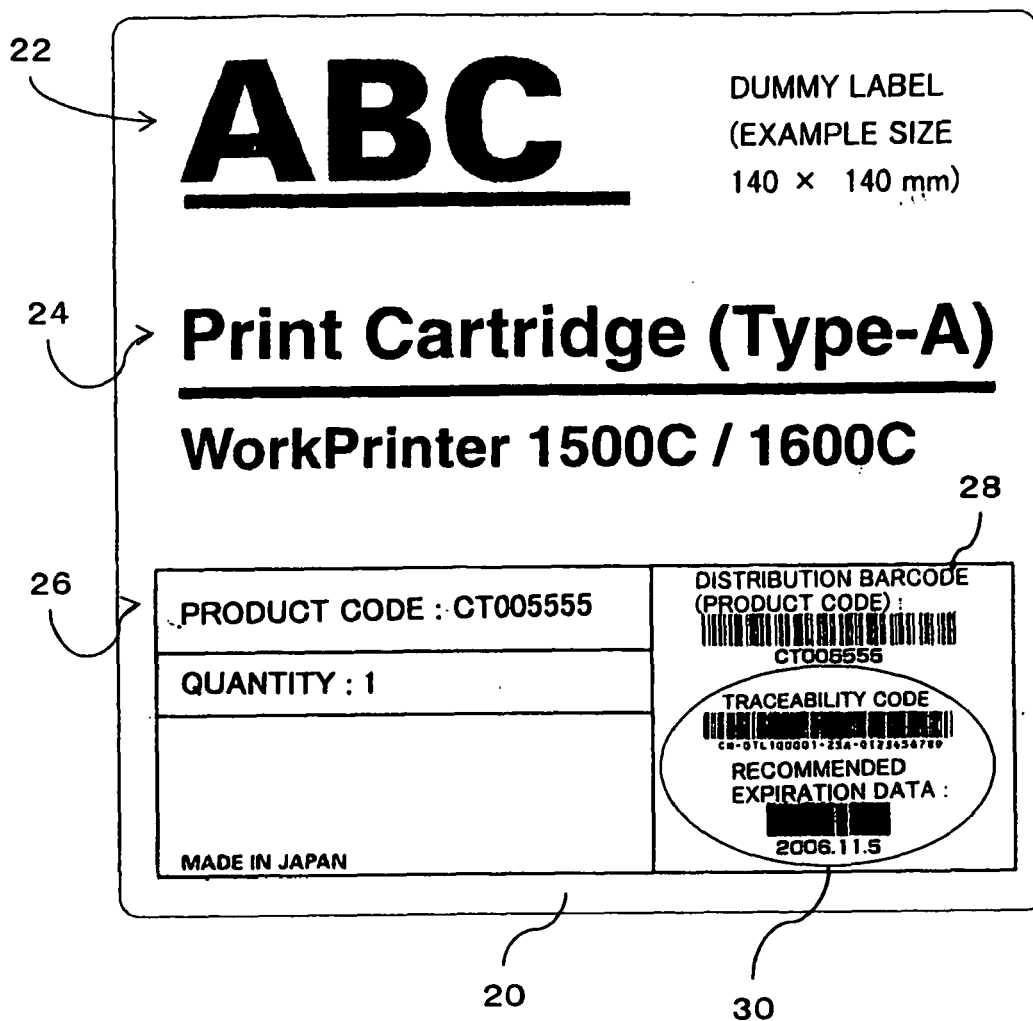 22
ABC
DUMMY LABEL
(EXAMPLE SIZE
140 × 140 mm)
24
Print Cartridge (Type-A)
WorkPrinter 1500C / 1600C
28
26
PRODUCT CODE : CT005555
QUANTITY : 1
MADE IN JAPAN
DISTRIBUTION BARCODE
(PRODUCT CODE) :
TRACEABILITY CODE
RECOMMENDED
EXPIRATION DATA :
2006.11.5
20
30